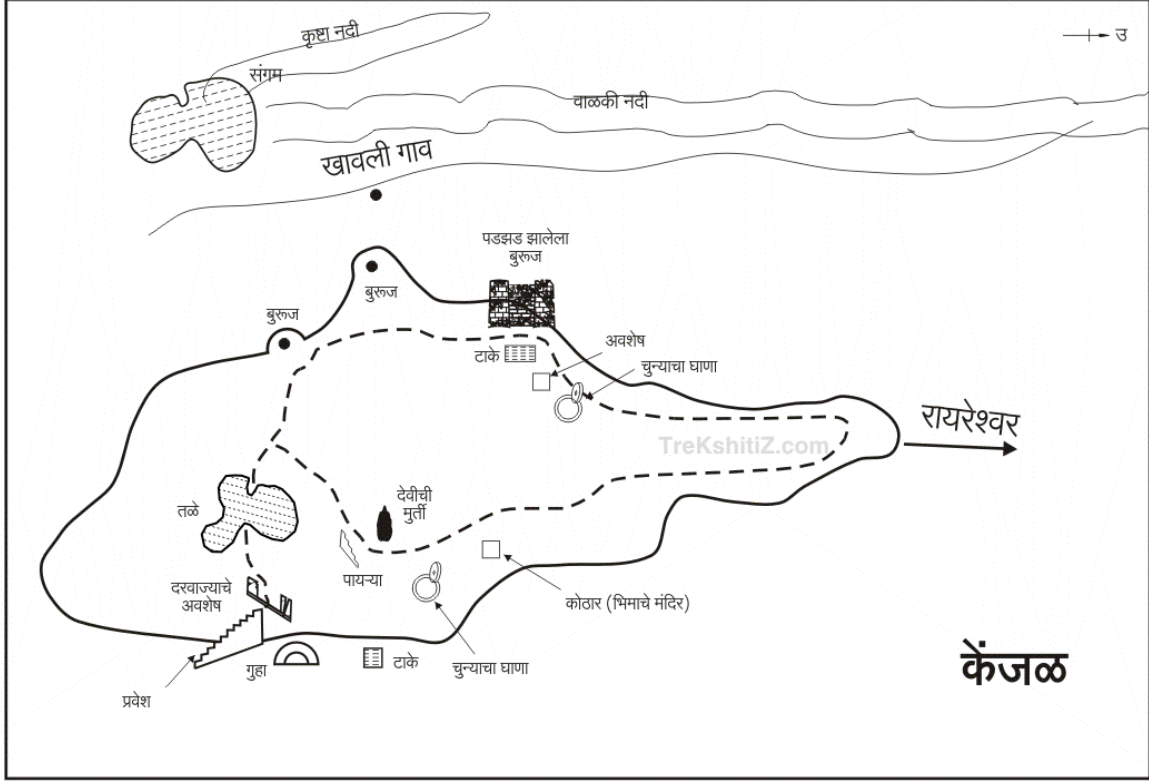 कृष्टा नदी
उ
संगम
वाळकी नदी
खावली गाव
पडझड झालेला
बुरूज
बुरूज
बुरूज
टाके
अवशेष
चुन्याचा घाणा
रायरेश्वर
TreKshitiZ.com
तळे
देवीची
मुर्ती
पायऱ्या
दरवाज्याचे
अवशेष
कोठार (भिमाचे मंदिर)
गुहा
टाके
चुन्याचा घाणा
प्रवेश
केंजळ